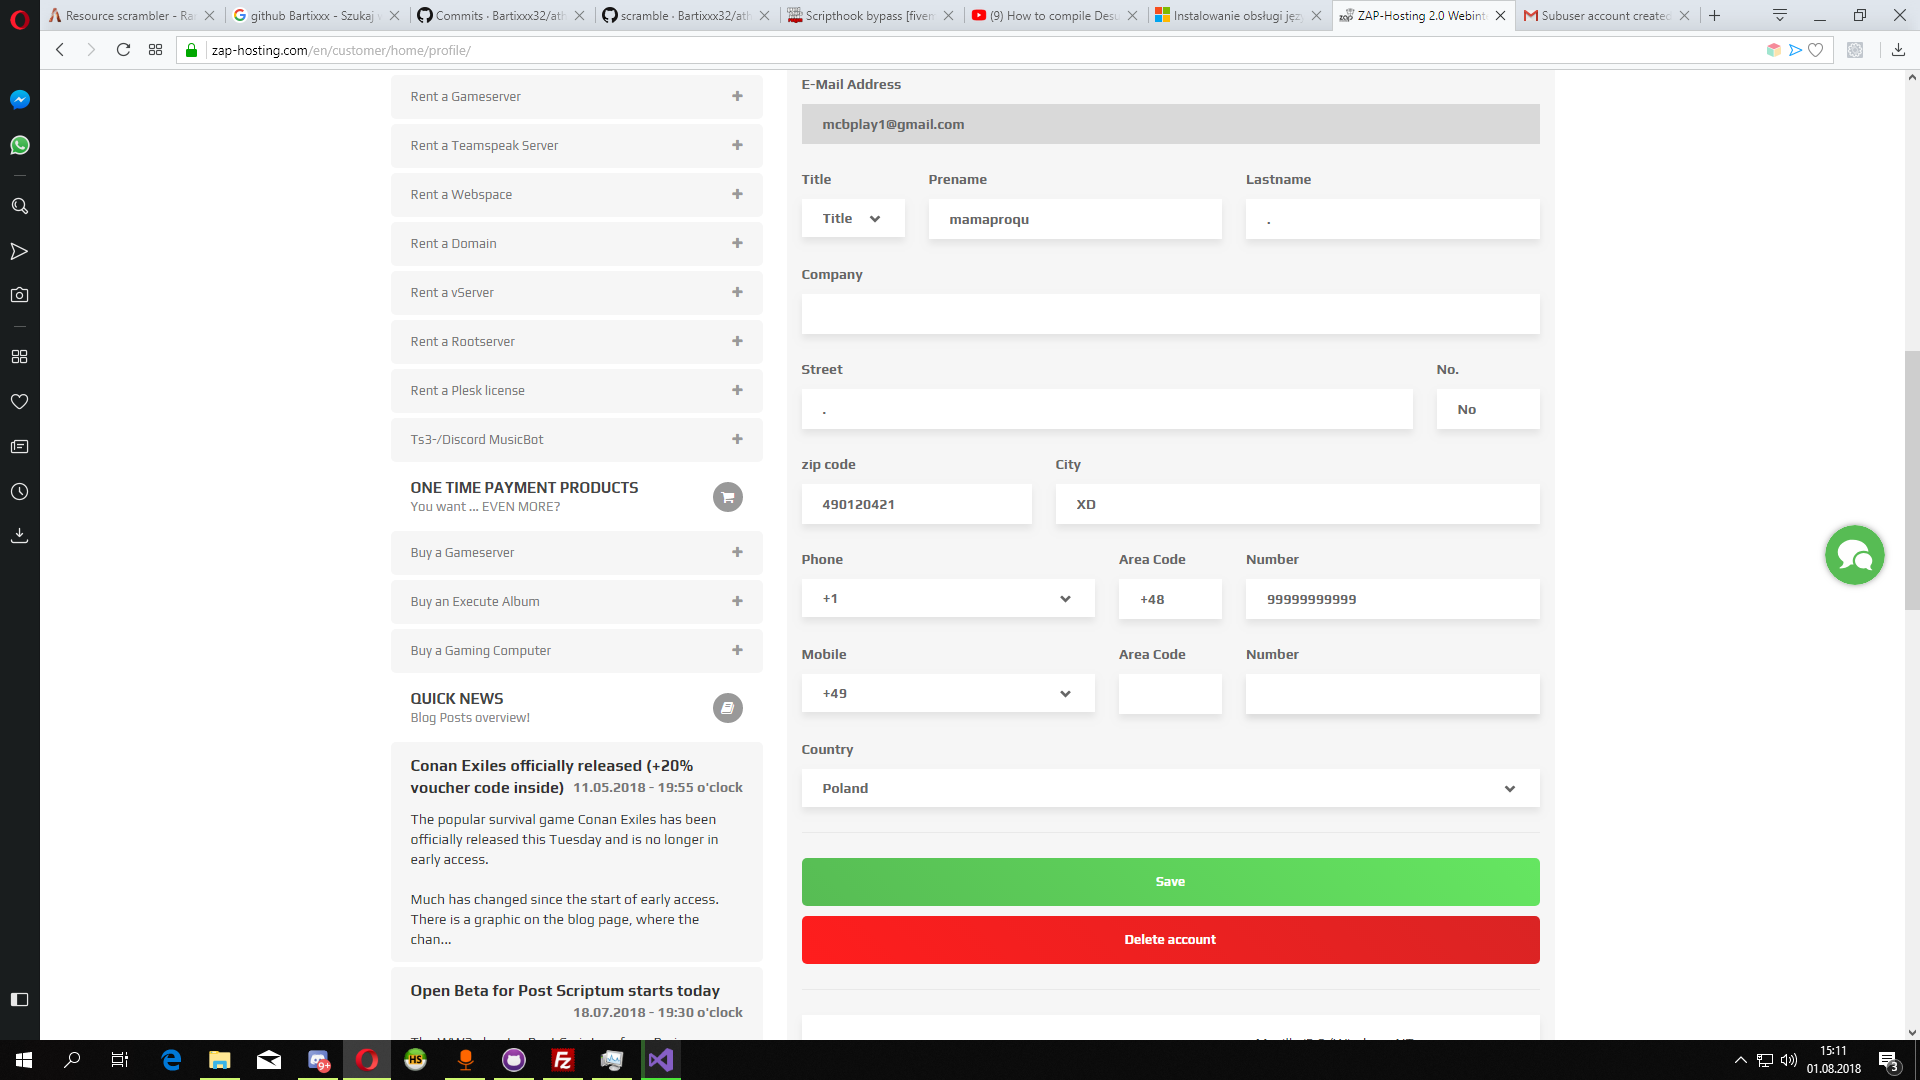 Resource scrambler - Ra
github Bartixxx - Szukaj w
Commits · Bartixxx32/ath
scramble · Bartixxx32/ath
Scripthook bypass [fivem
(9) How to compile Desu
Instalowanie obsługi języ
ZAP-Hosting 2.0 Webint
Subuser account created
zap-hosting.com/en/customer/home/profile/
Rent a Gameserver
Rent a Teamspeak Server
Rent a Webspace
Rent a Domain
Rent a vServer
Rent a Rootserver
Rent a Plesk license
Ts3-/Discord MusicBot
ONE TIME PAYMENT PRODUCTS
You want ... EVEN MORE?
Buy a Gameserver
Buy an Execute Album
Buy a Gaming Computer
QUICK NEWS
Blog Posts overview!
Conan Exiles officially released (+20%
voucher code inside) 11.05.2018 - 19:55 o'clock
The popular survival game Conan Exiles has been
officially released this Tuesday and is no longer in
early access.
Much has changed since the start of early access.
There is a graphic on the blog page, where the
chan...
Open Beta for Post Scriptum starts today
18.07.2018 - 19:30 o'clock
E-Mail Address
mcbplay1@gmail.com
Title Prename Lastname
Title mamaproqu .
Company
Street No.
. No
zip code City
490120421 XD
Phone Area Code Number
+1 +48 99999999999
Mobile Area Code Number
+49
Country
Poland
Save
Delete account
HS
9+
Fz
15:11
01.08.2018
3